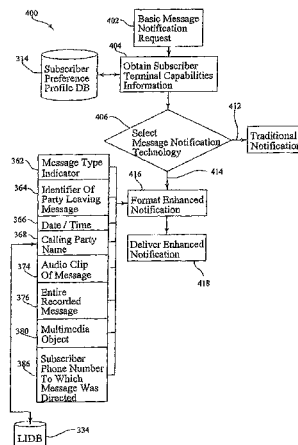 400
402
Basic Message
Notification
Request
314
Subscriber
Preference
Profile DB
404
Obtain Subscriber
Terminal Capabilities
Information
406
Select
Message Notification
Technology
412
Traditional
Notification
414
416
Format Enhanced
Notification
Deliver Enhanced
Notification
418
362
Message Type
Indicator
364
Identifier Of
Party Leaving
Message
366
Date / Time
368
Calling Party
Name
374
Audio Clip
Of Message
376
Entire
Recorded
Message
380
Multimedia
Object
386
Subscriber
Phone Number
To Which
Message Was
Directed
LIDB
334